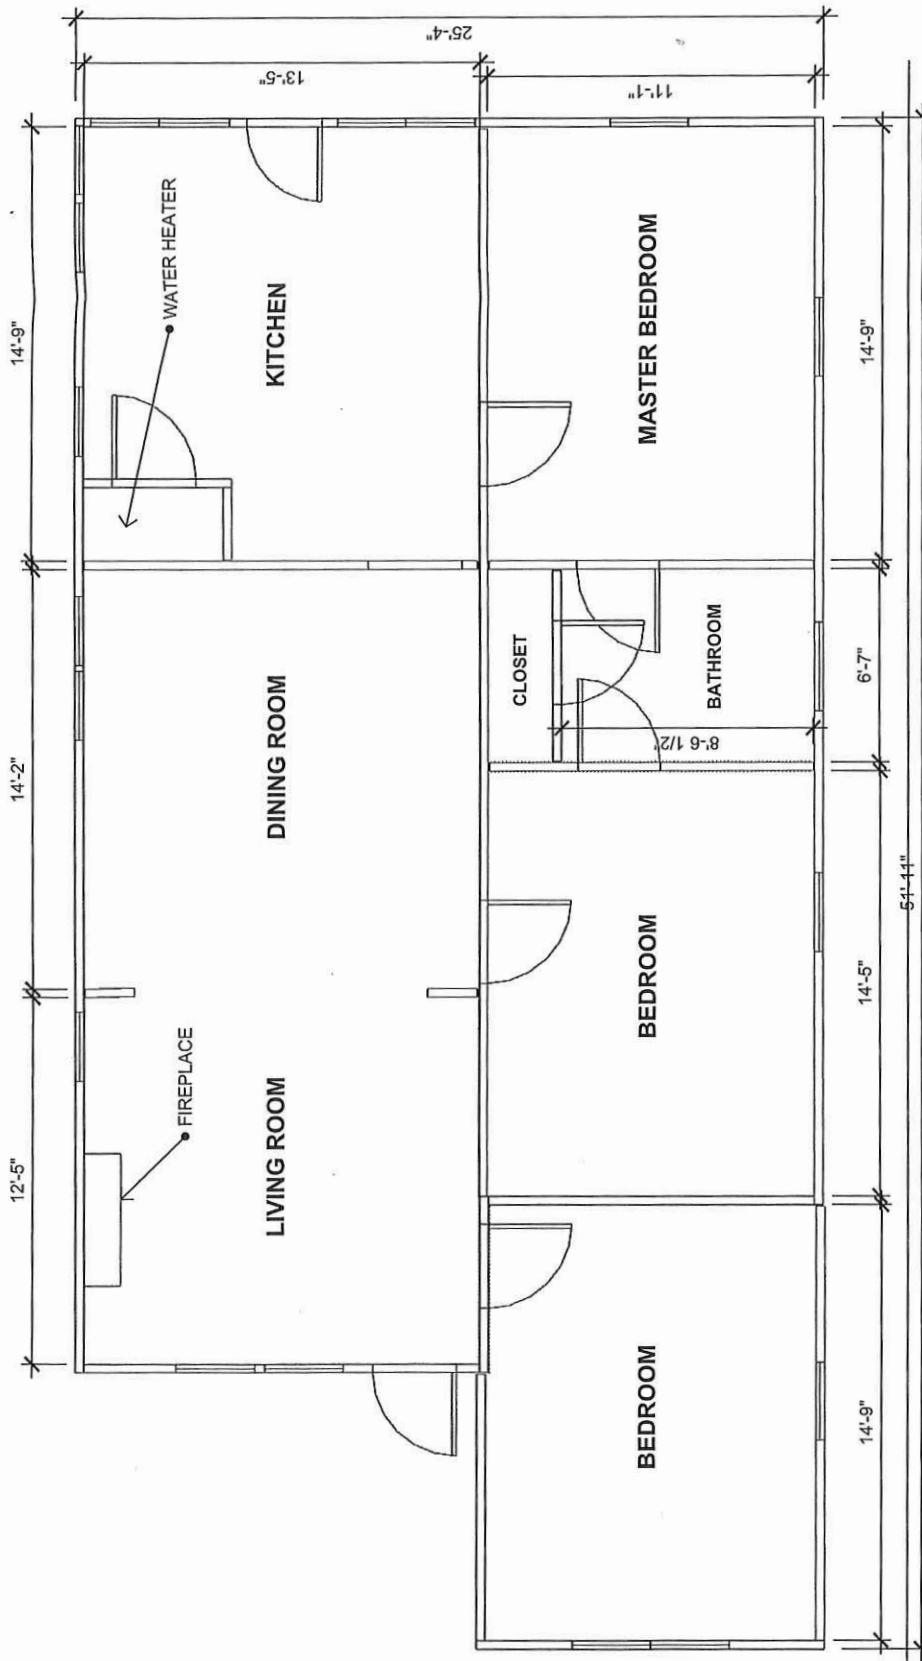 25'-4"
13'-5"
11'-1"
14'-9"
WATER HEATER
KITCHEN
MASTER BEDROOM
14'-9"
14'-2"
DINING ROOM
CLOSET
BATHROOM
8'-6 1/2"
6'-7"
12'-5"
FIREPLACE
LIVING ROOM
BEDROOM
14'-5"
51'-11"
BEDROOM
14'-9"